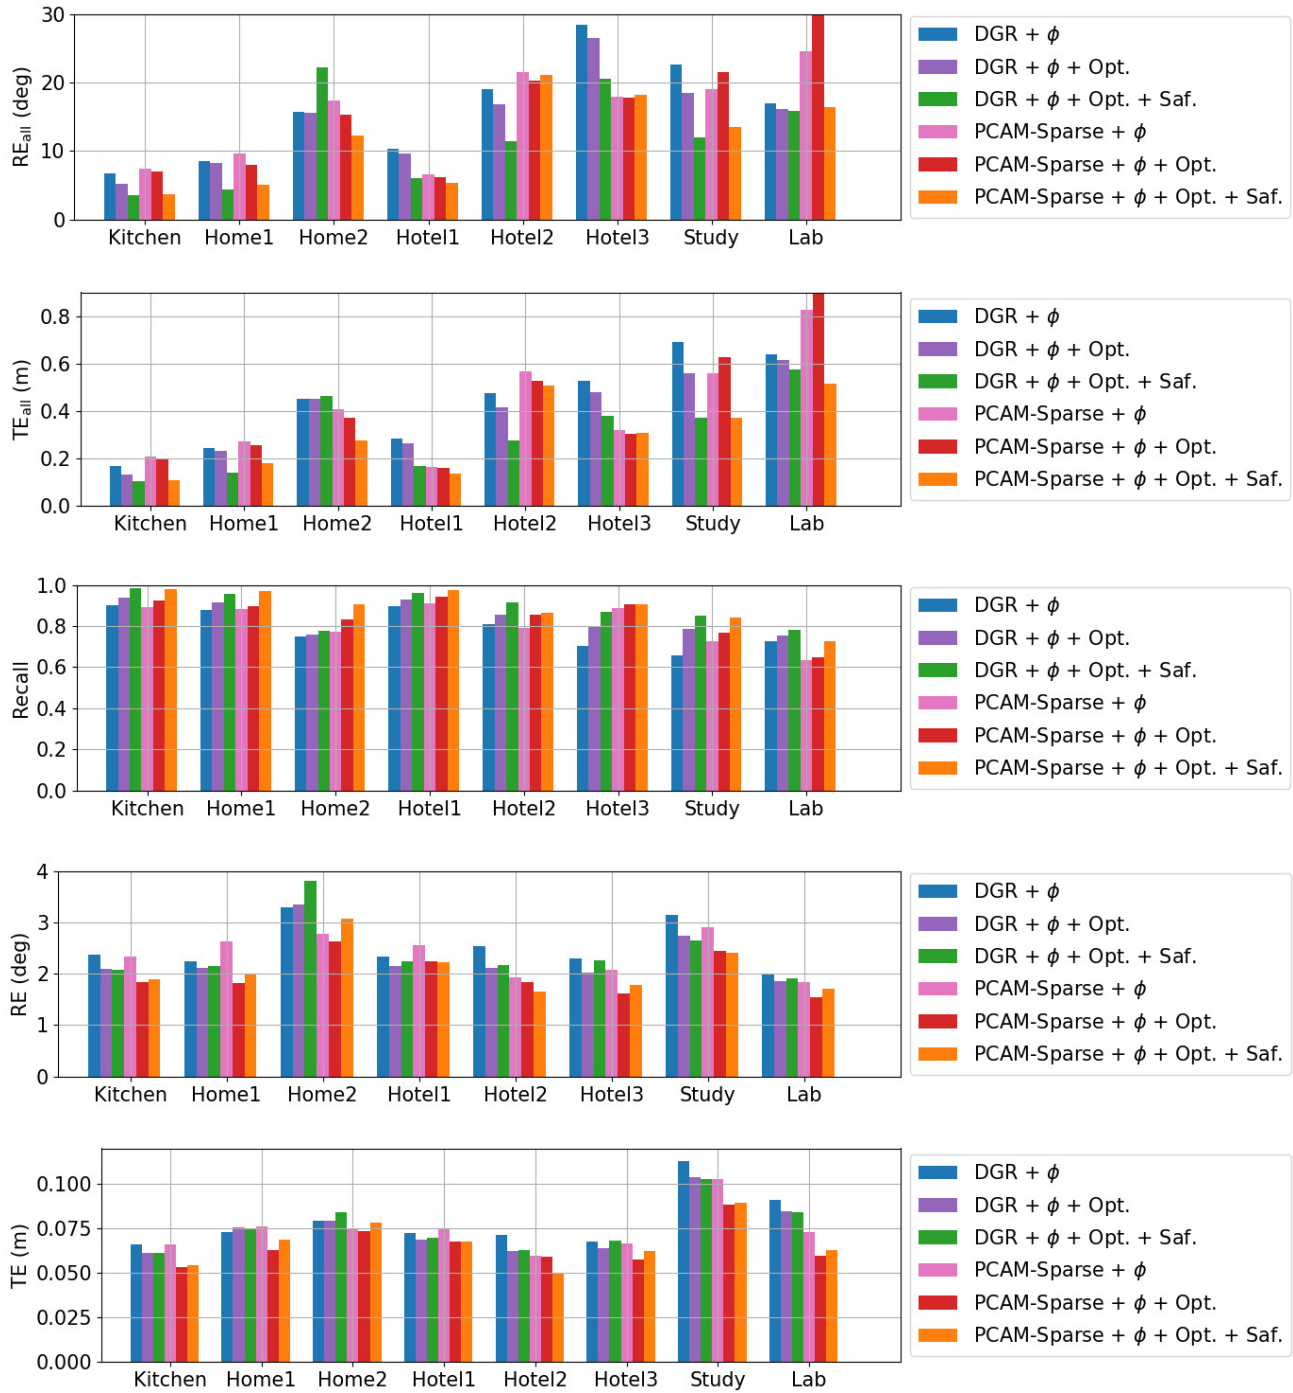 30
20
10
0
RE_all (deg)
Kitchen Home1 Home2 Hotel1 Hotel2 Hotel3 Study Lab
DGR + ϕ
DGR + ϕ + Opt.
DGR + ϕ + Opt. + Saf.
PCAM-Sparse + ϕ
PCAM-Sparse + ϕ + Opt.
PCAM-Sparse + ϕ + Opt. + Saf.
0.8
0.6
0.4
0.2
0.0
TE_all (m)
Kitchen Home1 Home2 Hotel1 Hotel2 Hotel3 Study Lab
DGR + ϕ
DGR + ϕ + Opt.
DGR + ϕ + Opt. + Saf.
PCAM-Sparse + ϕ
PCAM-Sparse + ϕ + Opt.
PCAM-Sparse + ϕ + Opt. + Saf.
1.0
0.8
0.6
0.4
0.2
0.0
Recall
Kitchen Home1 Home2 Hotel1 Hotel2 Hotel3 Study Lab
DGR + ϕ
DGR + ϕ + Opt.
DGR + ϕ + Opt. + Saf.
PCAM-Sparse + ϕ
PCAM-Sparse + ϕ + Opt.
PCAM-Sparse + ϕ + Opt. + Saf.
4
3
2
1
0
RE (deg)
Kitchen Home1 Home2 Hotel1 Hotel2 Hotel3 Study Lab
DGR + ϕ
DGR + ϕ + Opt.
DGR + ϕ + Opt. + Saf.
PCAM-Sparse + ϕ
PCAM-Sparse + ϕ + Opt.
PCAM-Sparse + ϕ + Opt. + Saf.
0.100
0.075
0.050
0.025
0.000
TE (m)
Kitchen Home1 Home2 Hotel1 Hotel2 Hotel3 Study Lab
DGR + ϕ
DGR + ϕ + Opt.
DGR + ϕ + Opt. + Saf.
PCAM-Sparse + ϕ
PCAM-Sparse + ϕ + Opt.
PCAM-Sparse + ϕ + Opt. + Saf.